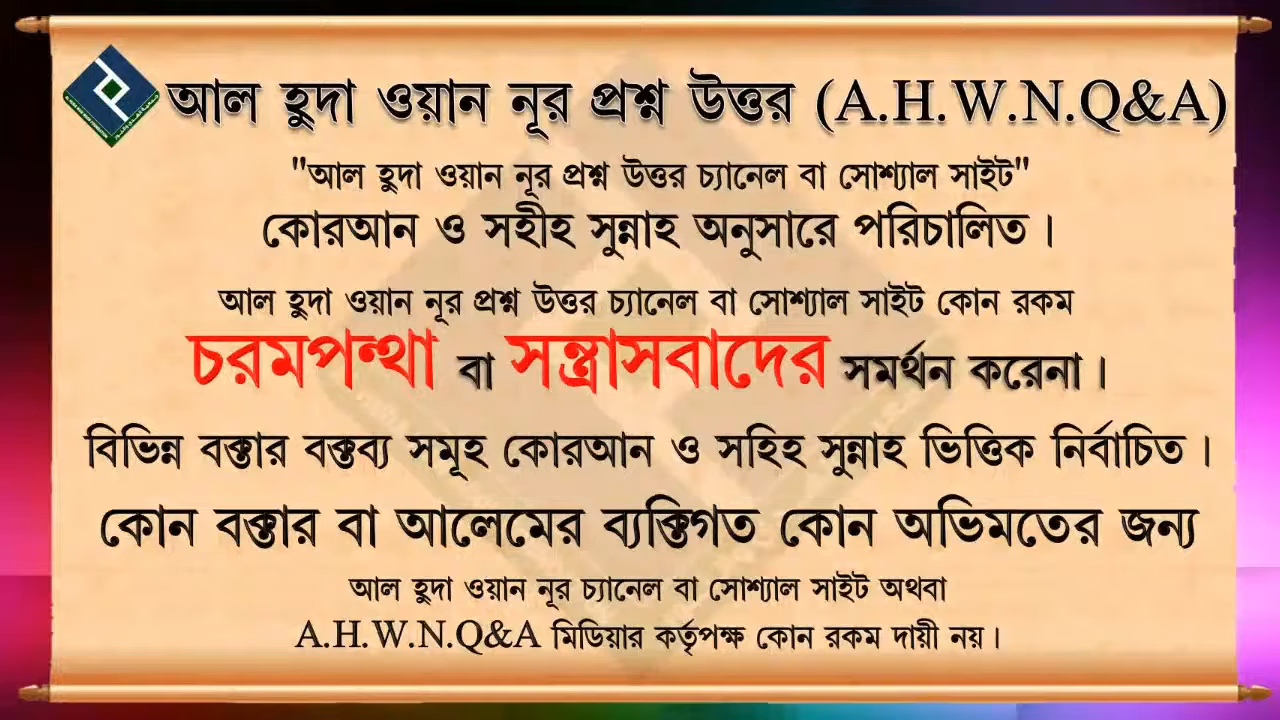 আল হুদা ওয়ান নূর প্রশ্ন উত্তর (A.H.W.N.Q&A)
"আল হুদা ওয়ান নূর প্রশ্ন উত্তর চ্যানেল বা সোশ্যাল সাইট"
কোরআন ও সহীহ সুন্নাহ অনুসারে পরিচালিত।
আল হুদা ওয়ান নূর প্রশ্ন উত্তর চ্যানেল বা সোশ্যাল সাইট কোন রকম
চরমপন্থা বা সন্ত্রাসবাদের সমর্থন করেনা।
বিভিন্ন বক্তার বক্তব্য সমূহ কোরআন ও সহিহ সুন্নাহ ভিত্তিক নির্বাচিত।
কোন বক্তার বা আলেমের ব্যক্তিগত কোন অভিমতের জন্য
আল হুদা ওয়ান নূর চ্যানেল বা সোশ্যাল সাইট অথবা
A.H.W.N.Q&A মিডিয়ার কর্তৃপক্ষ কোন রকম দায়ী নয়।